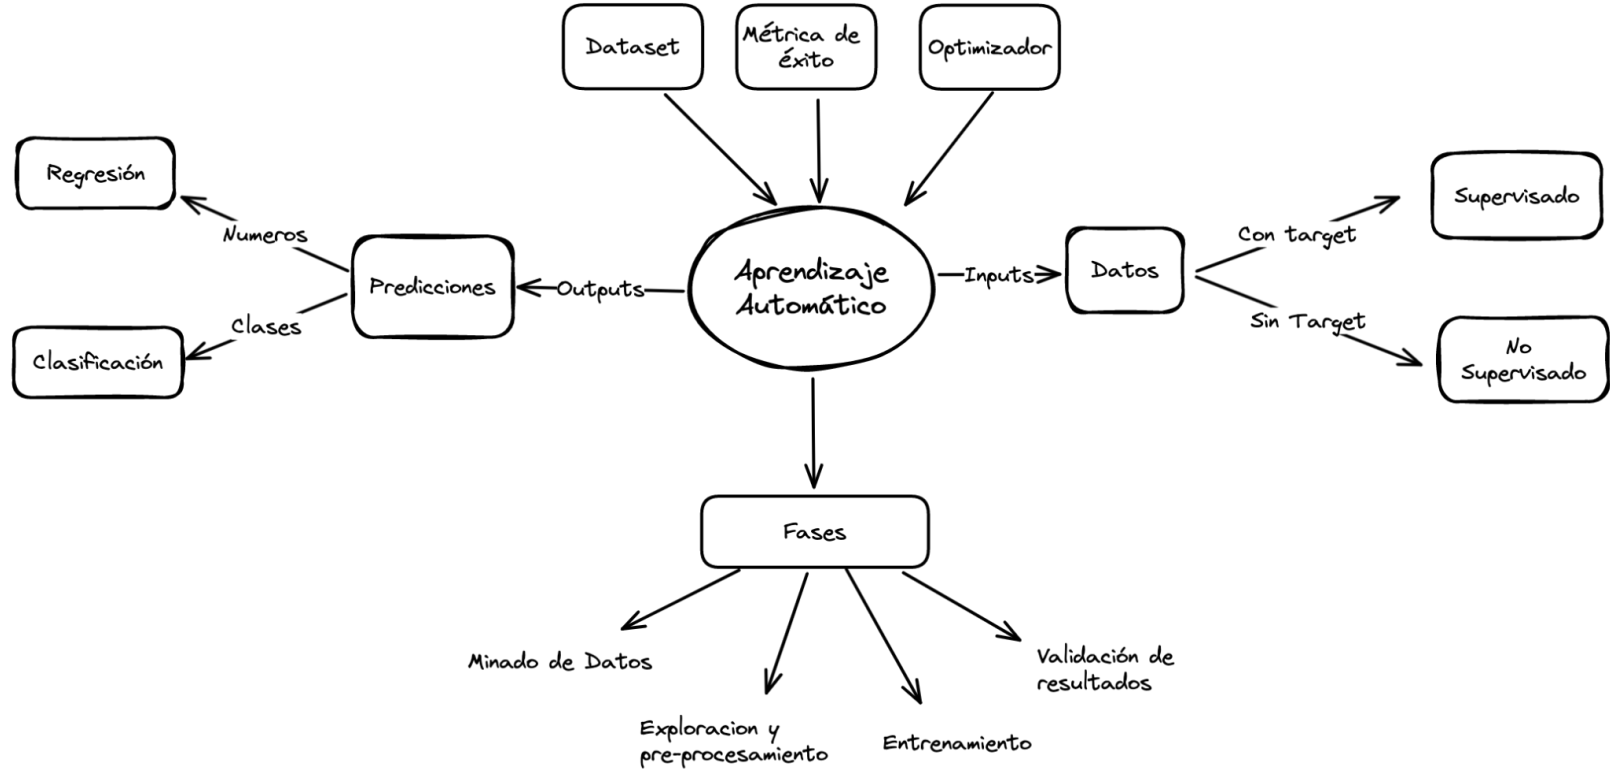 Dataset
Métrica de
éxito
Optimizador
Regresión
Supervisado
Numeros
Con target
Aprendizaje
Automático
Predicciones
Outputs
Inputs
Datos
Clases
Sin Target
Clasificación
No
Supervisado
Fases
Minado de Datos
Validación de
resultados
Exploracion y
pre-procesamiento
Entrenamiento